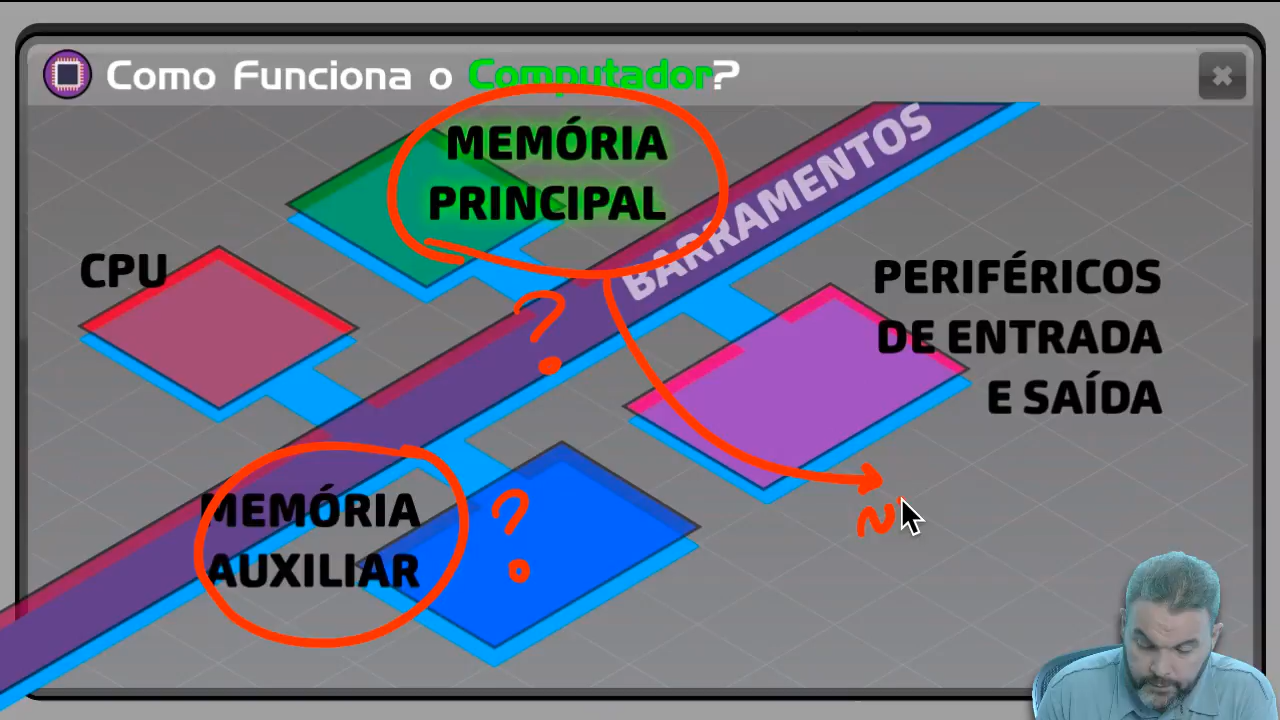 Como Funciona o Computador?
MEMÓRIA
PRINCIPAL
BARRAMENTOS
CPU
PERIFÉRICOS
DE ENTRADA
E SAÍDA
?
MEMÓRIA
AUXILIAR
?